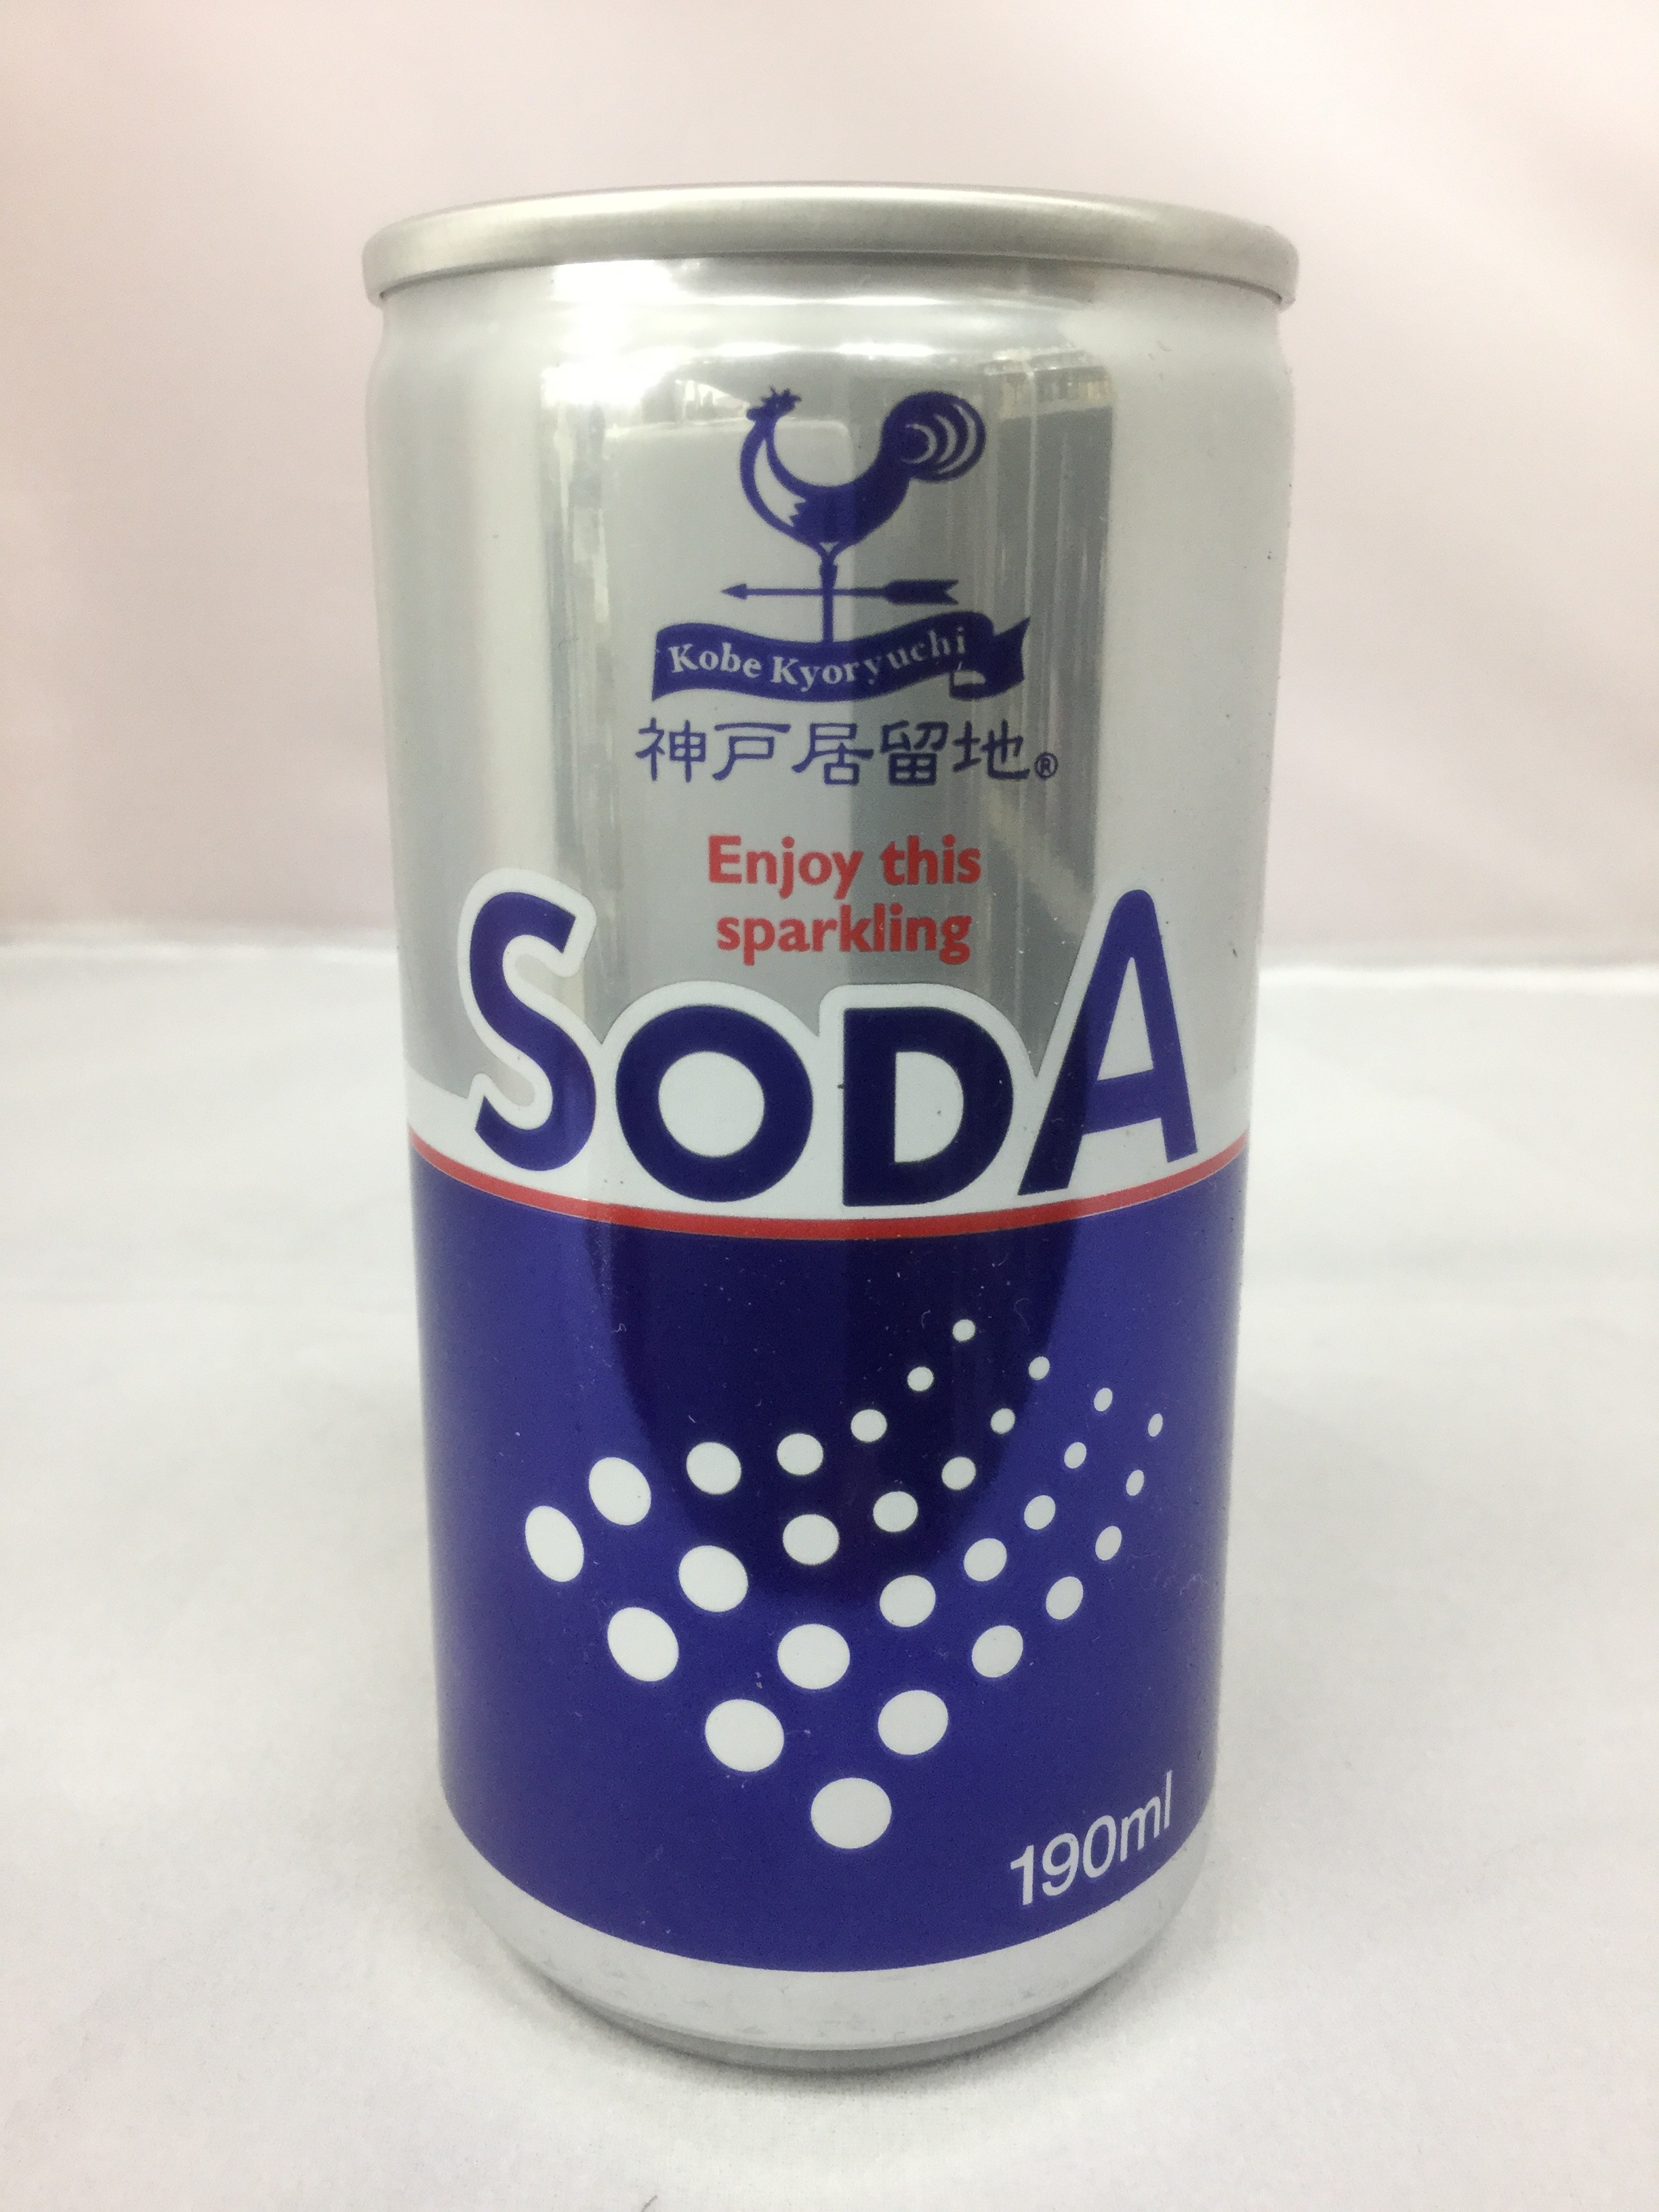 Kobe Kyoryuchi
神戸居留地®
Enjoy this
sparkling
SODA
190ml